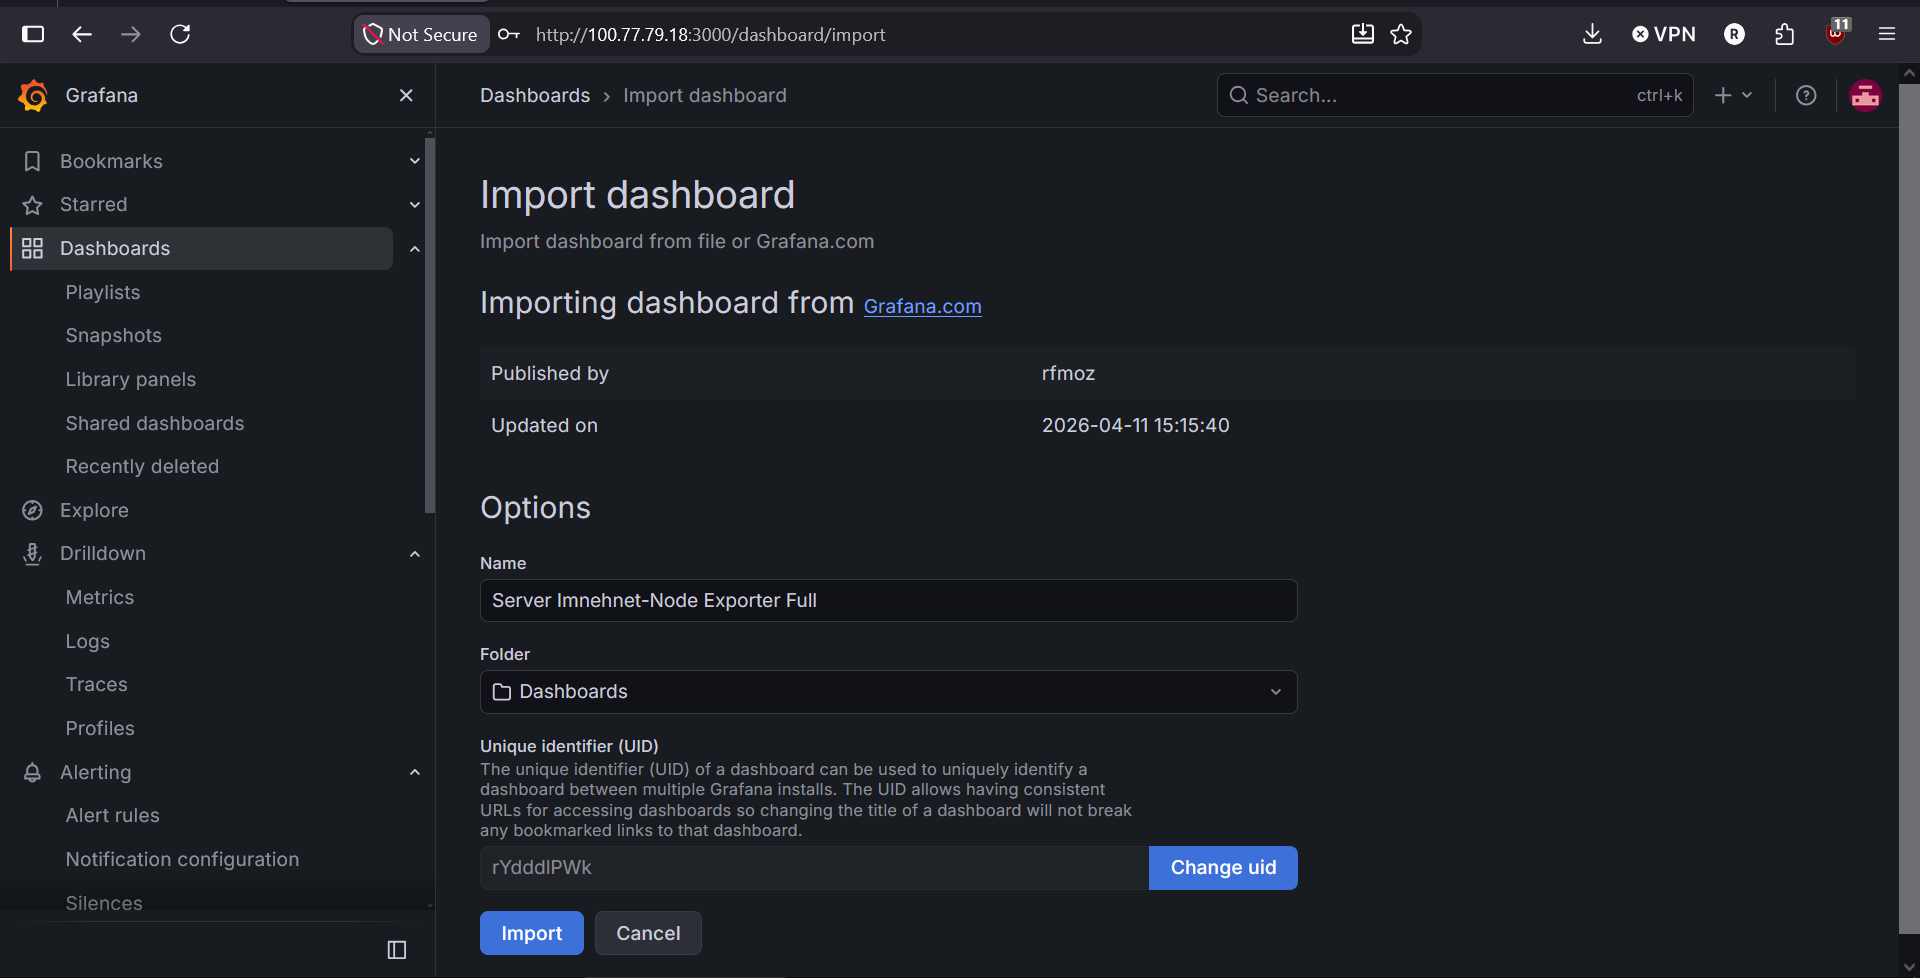 Not Secure
http://100.77.79.18:3000/dashboard/import
VPN
R
11
Grafana
Dashboards › Import dashboard
Search...
ctrl+k
Bookmarks
Starred
Dashboards
Playlists
Snapshots
Library panels
Shared dashboards
Recently deleted
Explore
Drilldown
Metrics
Logs
Traces
Profiles
Alerting
Alert rules
Notification configuration
Silences
Import dashboard
Import dashboard from file or Grafana.com
Importing dashboard from Grafana.com
Published by rfmoz
Updated on 2026-04-11 15:15:40
Options
Name
Server Imnehnet-Node Exporter Full
Folder
Dashboards
Unique identifier (UID)
The unique identifier (UID) of a dashboard can be used to uniquely identify a
dashboard between multiple Grafana installs. The UID allows having consistent
URLs for accessing dashboards so changing the title of a dashboard will not break
any bookmarked links to that dashboard.
rYdddlPWk
Change uid
Import
Cancel